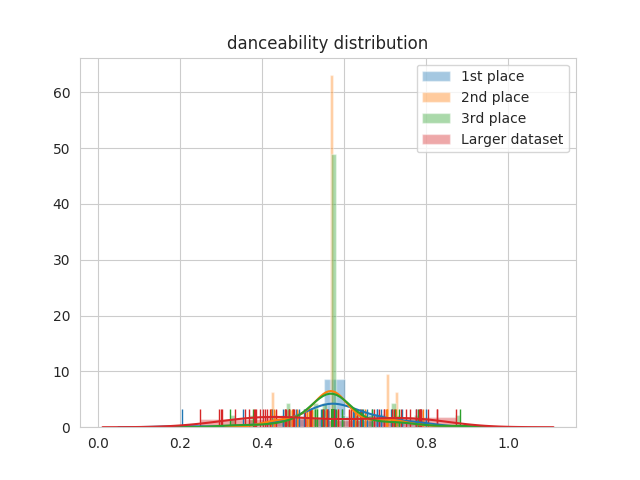 danceability distribution
1st place
2nd place
3rd place
Larger dataset
60
50
40
30
20
10
0
0.0 0.2 0.4 0.6 0.8 1.0